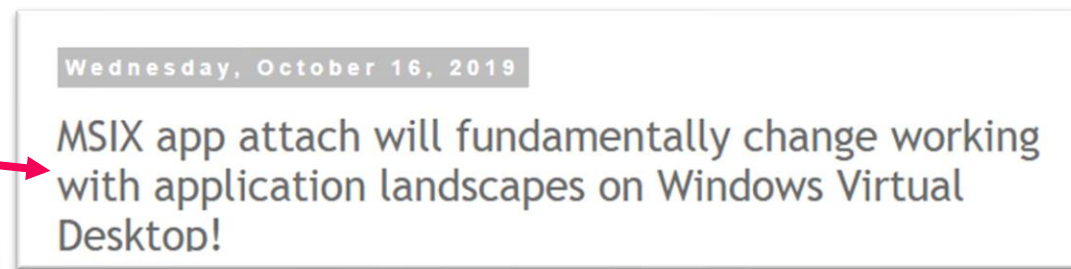 Wednesday, October 16, 2019
MSIX app attach will fundamentally change working
with application landscapes on Windows Virtual
Desktop!